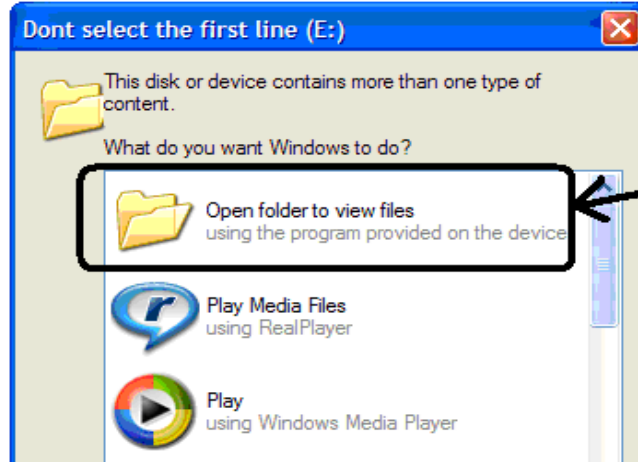 Dont select the first line (E:)
This disk or device contains more than one type of
content.
What do you want Windows to do?
Open folder to view files
using the program provided on the device
Play Media Files
using RealPlayer
Play
using Windows Media Player